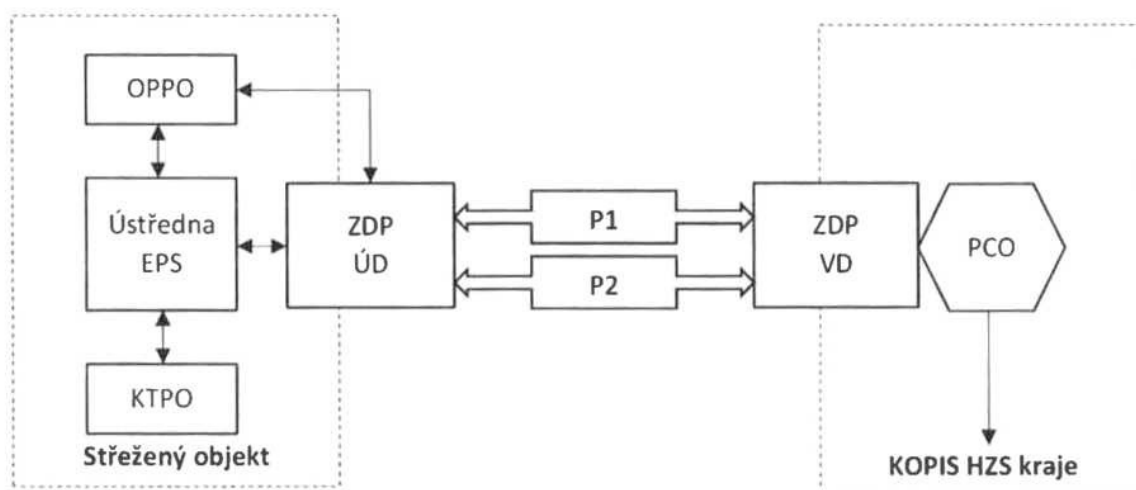 OPPO
Ústředna
EPS
KTPO
Střežený objekt
ZDP
ÚD
P1
P2
ZDP
VD
PCO
KOPIS HZS kraje